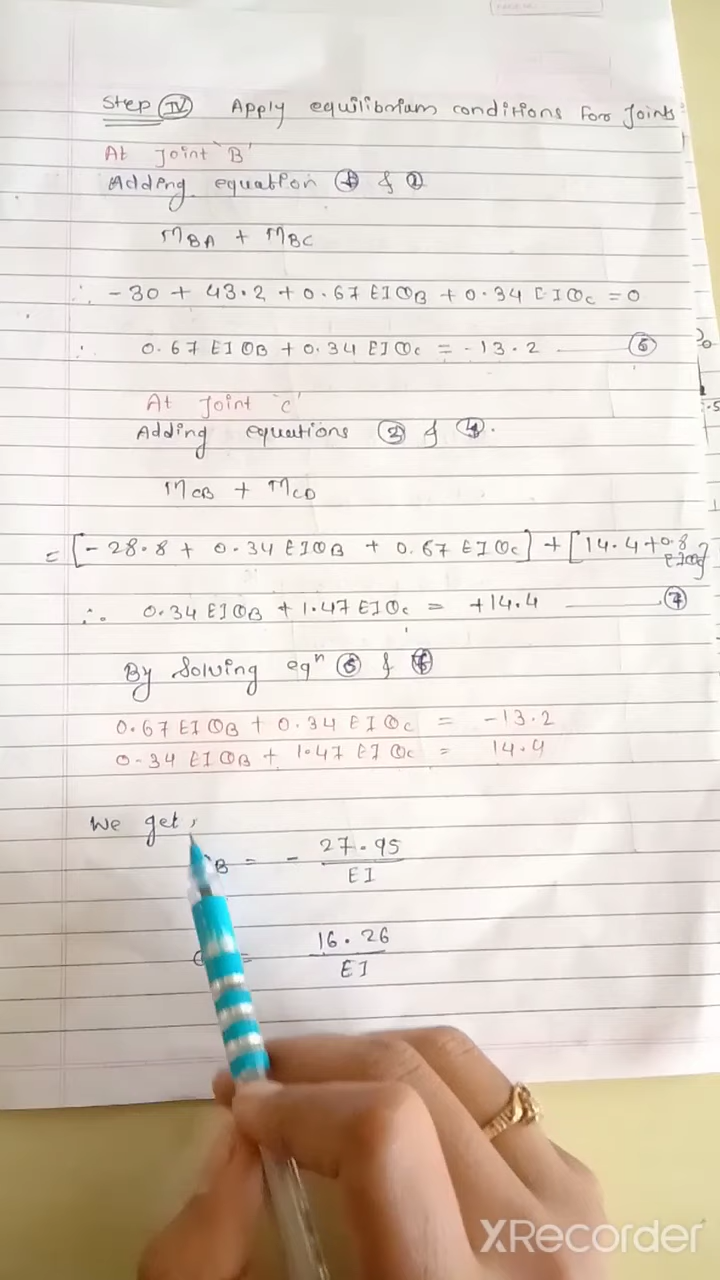 Step IV Apply equilibrium conditions For Joints
At Joint 'B'
Adding equation ① & ②
MBA + MBC
∴ -30 + 43.2 + 0.67 EIθB + 0.34 EIθC = 0
∴ 0.67 EIθB + 0.34 EIθC = -13.2 — ⑥
At Joint 'C'
Adding equations ③ & ④.
MCB + MCD
= [-28.8 + 0.34 EIθB + 0.67 EIθC] + [14.4 + 0.8 EIθC]
∴ 0.34 EIθB + 1.47 EIθC = +14.4 — ⑦
By Solving eqn ⑥ & ⑦
0.67 EIθB + 0.34 EIθC = -13.2
0.34 EIθB + 1.47 EIθC = 14.4
We get,
B = - 27.95 / EI
= 16.26 / EI
XRecorder